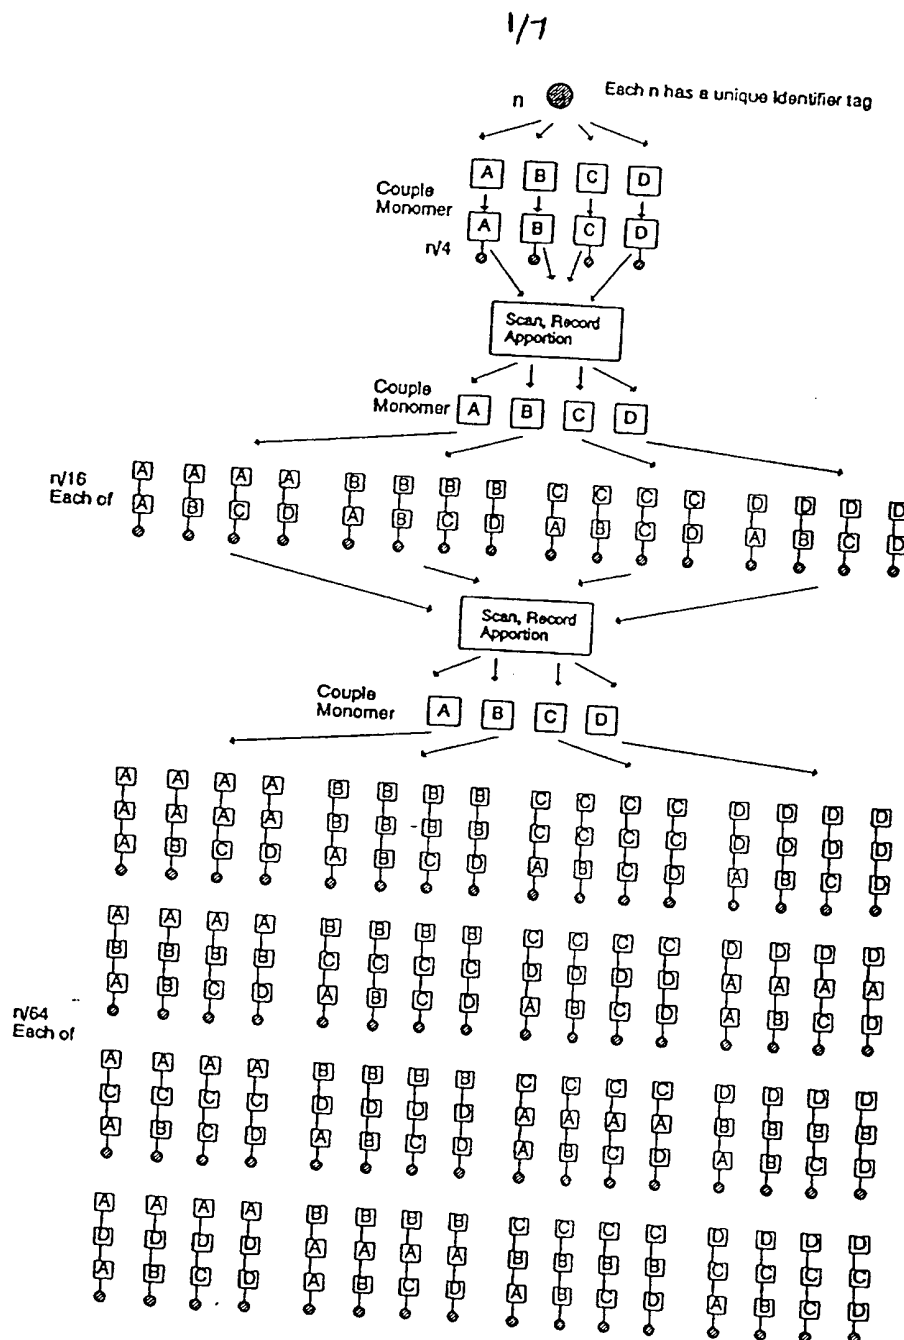 1/7
n Each n has a unique identifier tag
A B C D
Couple
Monomer
A B C D
n/4
Scan, Record
Apportion
Couple
Monomer
A B C D
n/16
Each of
A A A A B B B B C C C C D D D D
A B C D A B C D A B C D A B C D
Scan, Record
Apportion
Couple
Monomer
A B C D
A A A A B B B B C C C C D D D D
A A A A B B B B C C C C D D D D
A B C D A B C D A B C D A B C D
A A A A B B B B C C C C D D D D
B B B B C C C C D D D D A A A A
A B C D A B C D A B C D A B C D
n/64
Each of
A A A A B B B B C C C C D D D D
C C C C D D D D A A A A B B B B
A B C D A B C D A B C D A B C D
A A A A B B B B C C C C D D D D
D D D D A A A A B B B B C C C C
A B C D A B C D A B C D A B C D